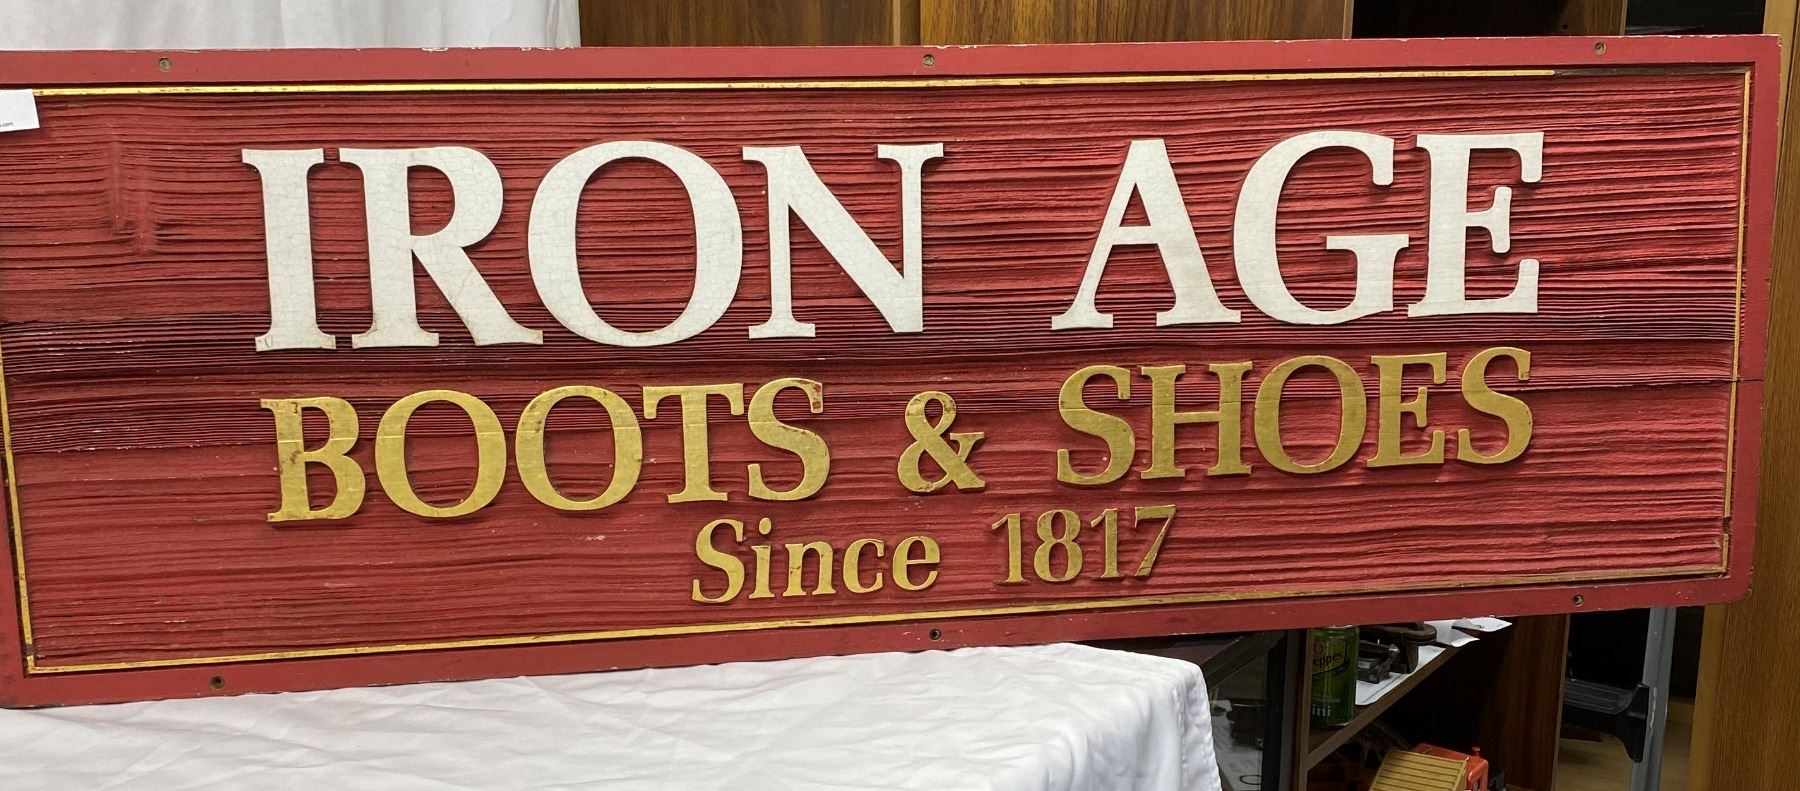 IRON AGE
BOOTS & SHOES
Since 1817